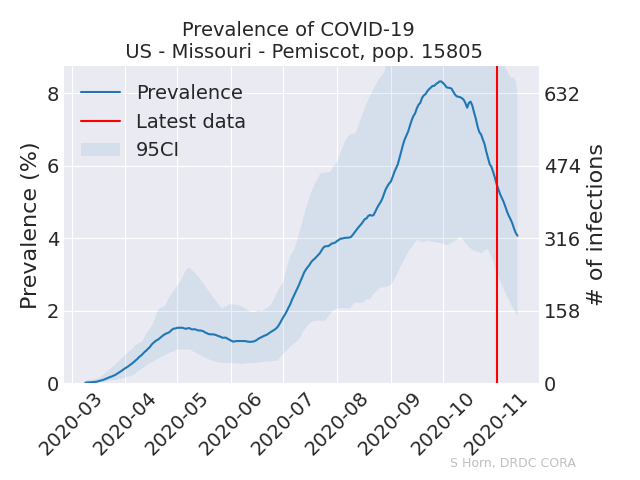 Prevalence of COVID-19
US - Missouri - Pemiscot, pop. 15805
Prevalence
Latest data
95CI
Prevalence (%)
8
6
4
2
0
632
474
316
158
0
# of infections
2020-03
2020-04
2020-05
2020-06
2020-07
2020-08
2020-09
2020-10
2020-11
S Horn, DRDC CORA